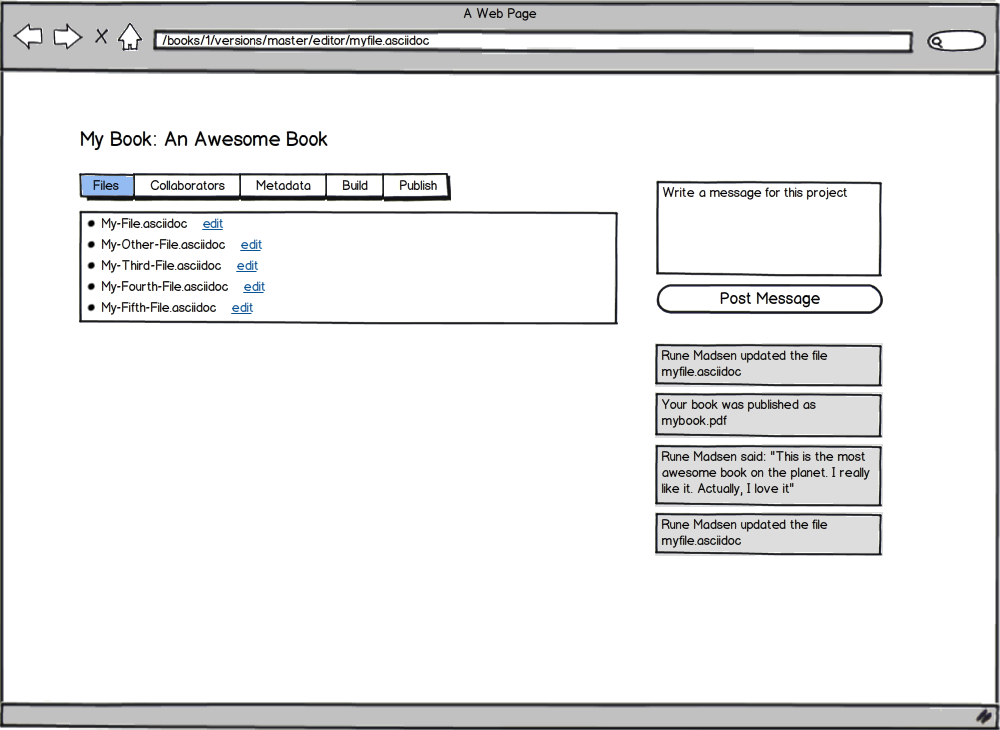 A Web Page
/books/1/versions/master/editor/myfile.asciidoc
My Book: An Awesome Book
Files Collaborators Metadata Build Publish
My-File.asciidoc edit
My-Other-File.asciidoc edit
My-Third-File.asciidoc edit
My-Fourth-File.asciidoc edit
My-Fifth-File.asciidoc edit
Write a message for this project
Post Message
Rune Madsen updated the file
myfile.asciidoc
Your book was published as
mybook.pdf
Rune Madsen said: "This is the most
awesome book on the planet. I really
like it. Actually, I love it"
Rune Madsen updated the file
myfile.asciidoc